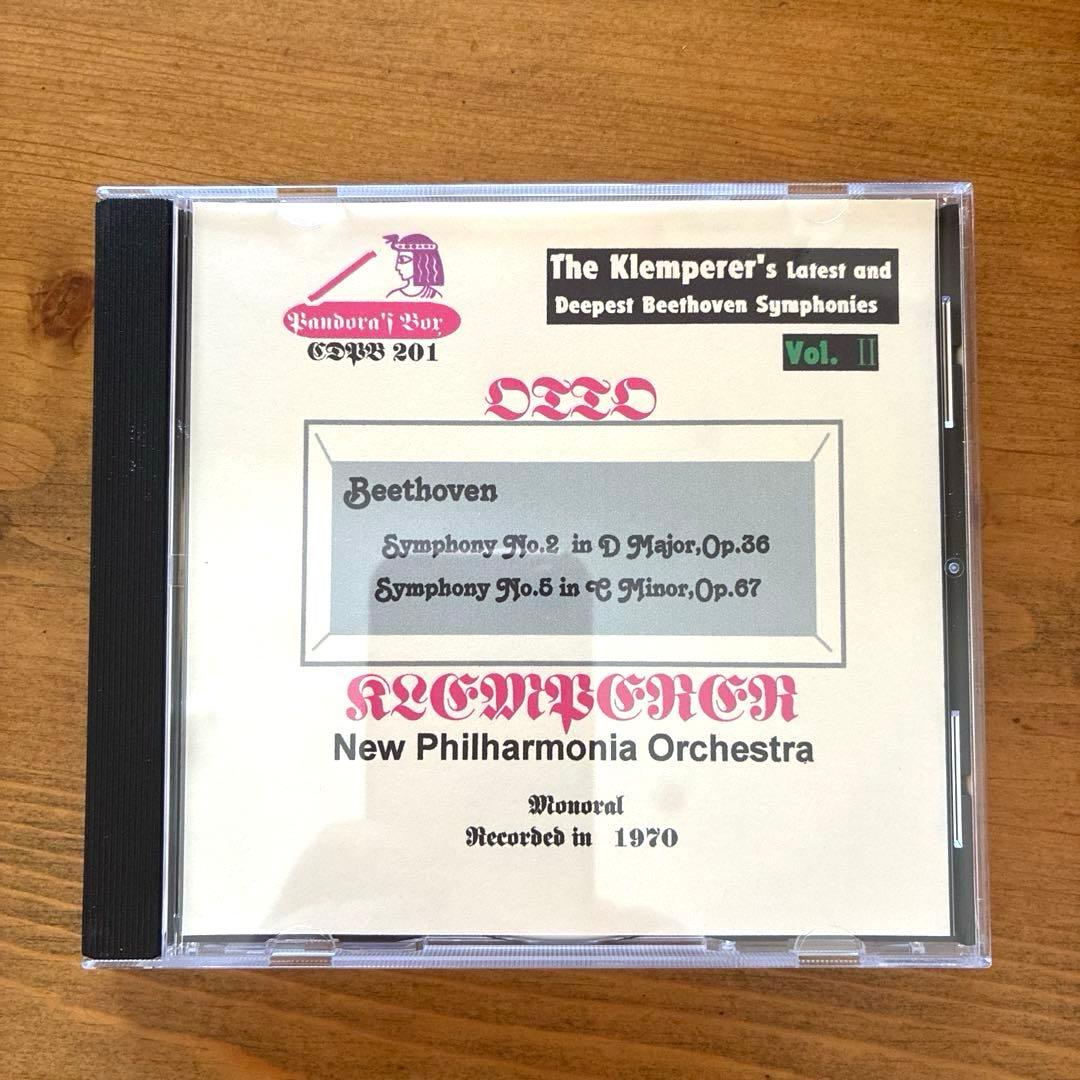 Pandora's Box
CDPB 201
The Klemperer's Latest and
Deepest Beethoven Symphonies
Vol. II
OTTO
Beethoven
Symphony No.2 in D Major,Op.36
Symphony No.5 in C Minor,Op.67
KLEMPERER
New Philharmonia Orchestra
Monoral
Recorded in 1970